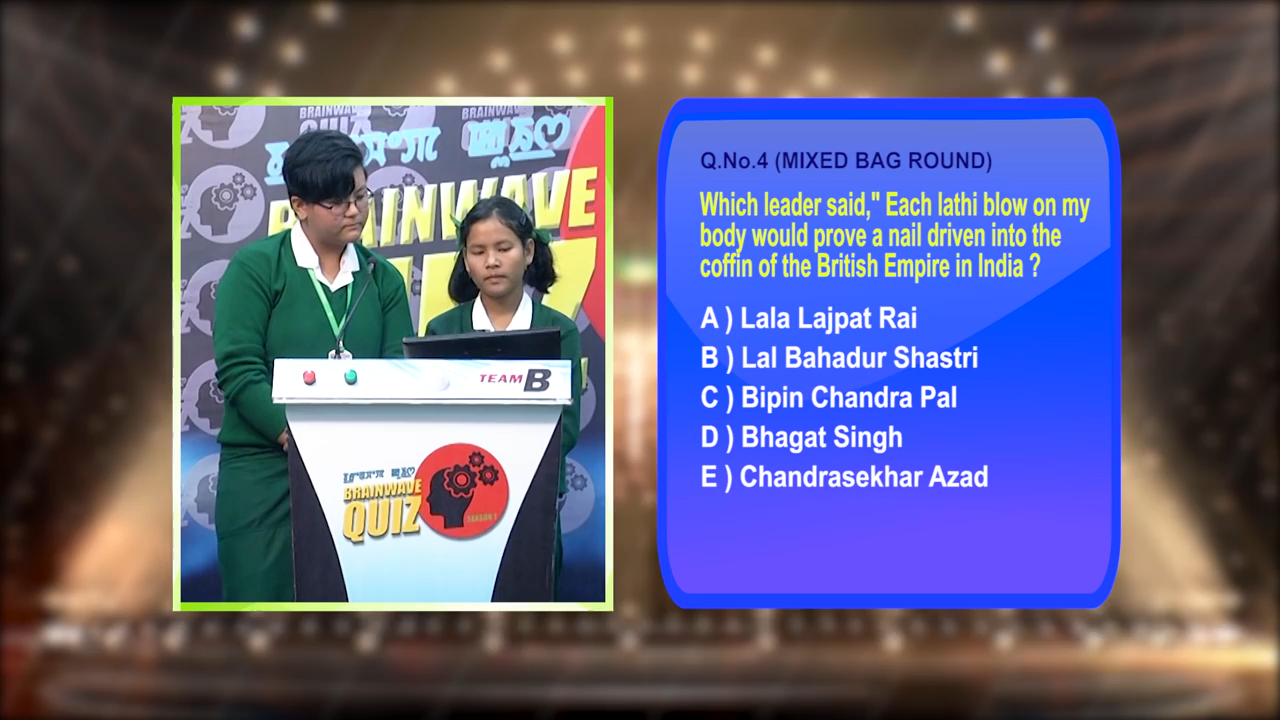 BRAINWAVE
BRAINWAVE
BRAINWAVE
TEAM B
BRAINWAVE
QUIZ
Q.No.4 (MIXED BAG ROUND)
Which leader said," Each lathi blow on my
body would prove a nail driven into the
coffin of the British Empire in India ?
A ) Lala Lajpat Rai
B ) Lal Bahadur Shastri
C ) Bipin Chandra Pal
D ) Bhagat Singh
E ) Chandrasekhar Azad